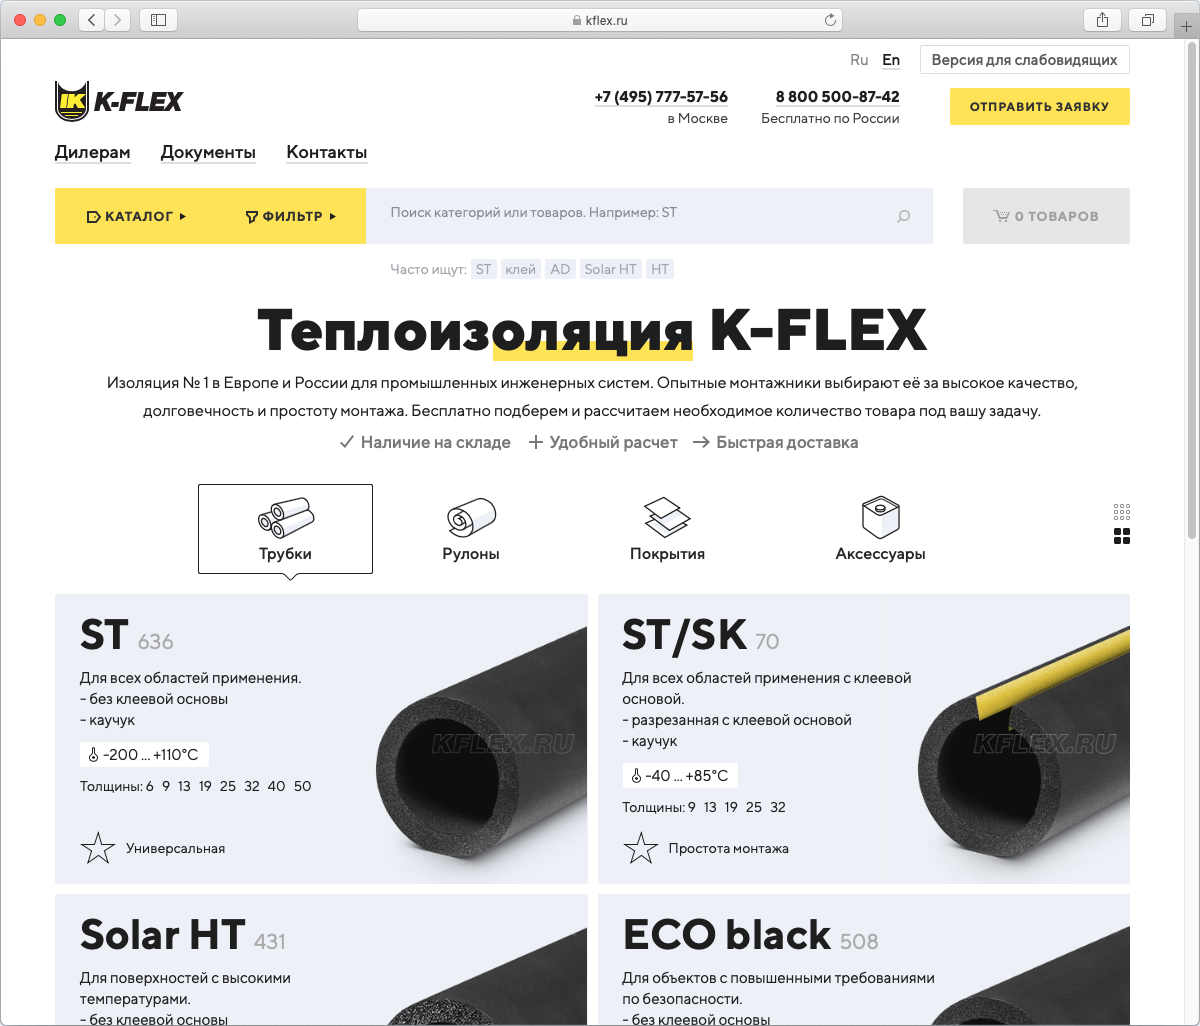 kflex.ru
Ru En Версия для слабовидящих
K K-FLEX
+7 (495) 777-57-56 8 800 500-87-42
в Москве Бесплатно по России
ОТПРАВИТЬ ЗАЯВКУ
Дилерам Документы Контакты
КАТАЛОГ ФИЛЬТР Поиск категорий или товаров. Например: ST 0 ТОВАРОВ
Часто ищут: ST клей AD Solar HT HT
Теплоизоляция K-FLEX
Изоляция № 1 в Европе и России для промышленных инженерных систем. Опытные монтажники выбирают её за высокое качество,
долговечность и простоту монтажа. Бесплатно подберем и рассчитаем необходимое количество товара под вашу задачу.
Наличие на складе Удобный расчет Быстрая доставка
Трубки Рулоны Покрытия Аксессуары
ST 636
Для всех областей применения.
- без клеевой основы
- каучук
-200 ... +110°C
Толщины: 6 9 13 19 25 32 40 50
Универсальная
KFLEX.RU
ST/SK 70
Для всех областей применения с клеевой
основой.
- разрезанная с клеевой основой
- каучук
-40 ... +85°C
Толщины: 9 13 19 25 32
Простота монтажа
KFLEX.RU
Solar HT 431
Для поверхностей с высокими
температурами.
- без клеевой основы
ECO black 508
Для объектов с повышенными требованиями
по безопасности.
- без клеевой основы